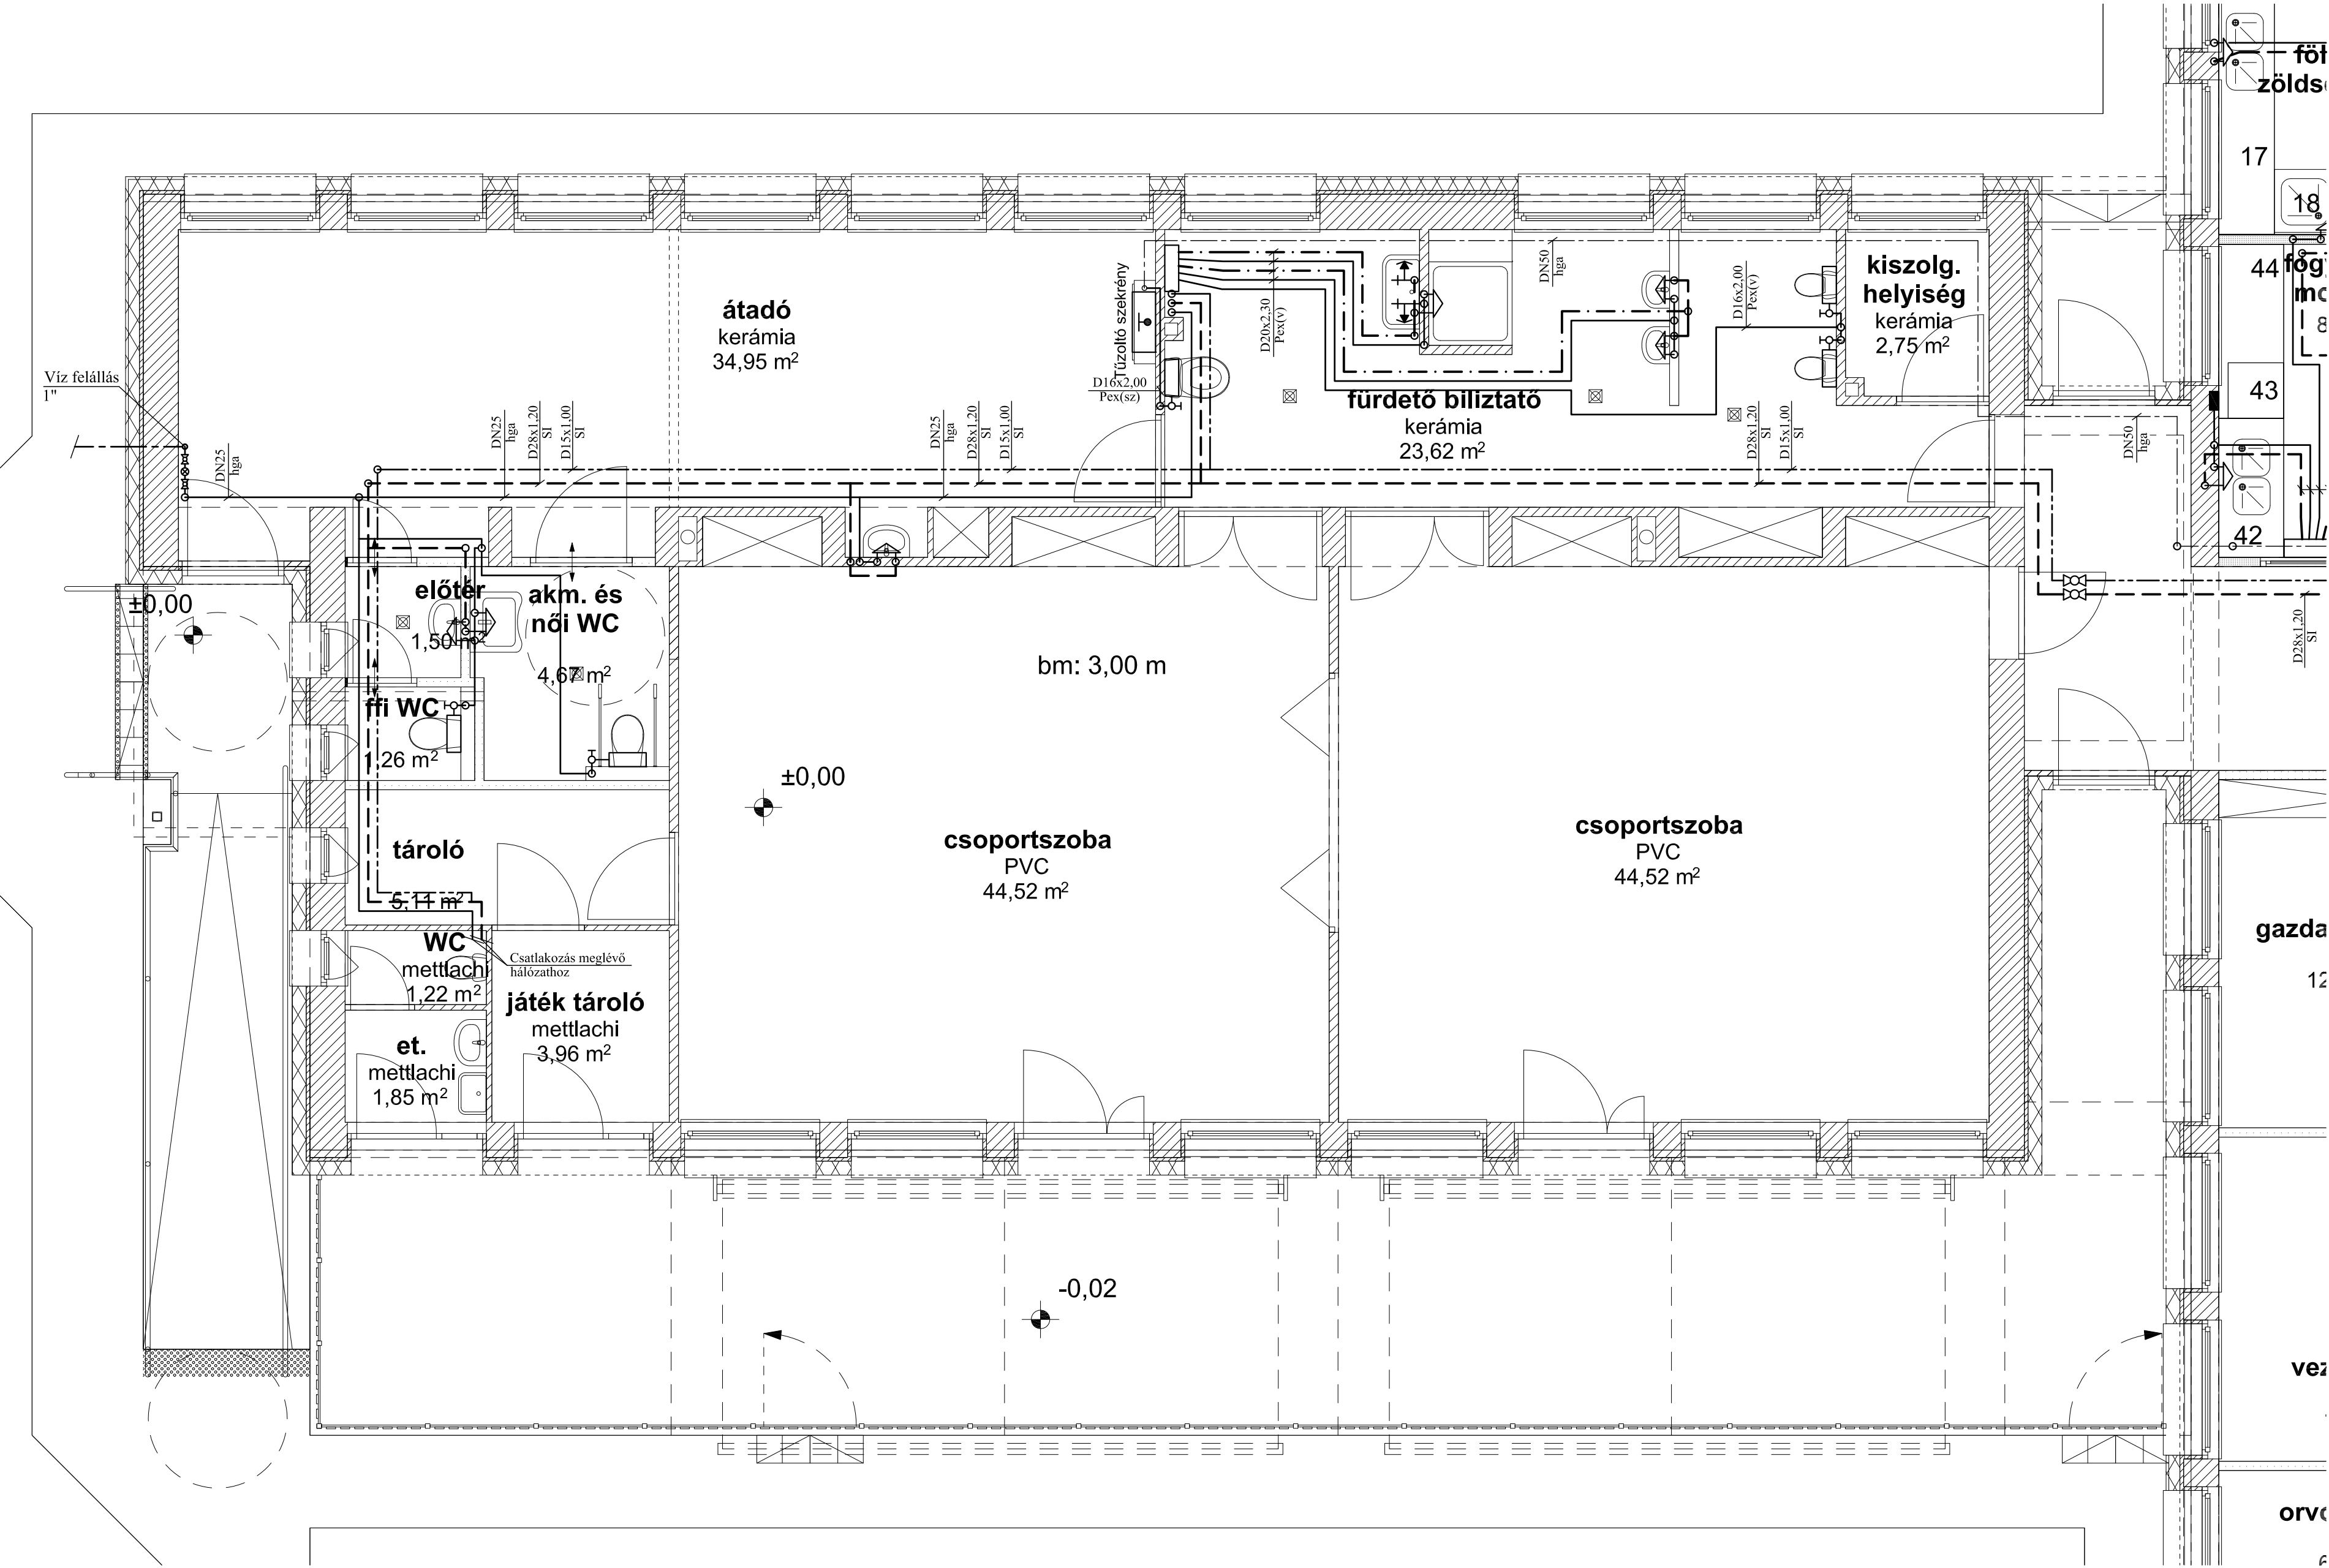 átadó
kerámia
34,95 m²
Víz felállás
1"
DN25
hga
DN25
hga
D28x1,20
SI
D15x1,00
SI
DN25
hga
D28x1,20
SI
D15x1,00
SI
Tűzoltó szekrény
D16x2,00
Pex(sz)
D20x2,30
Pex(v)
DN50
hga
D16x2,00
Pex(v)
fürdető biliztató
kerámia
23,62 m²
D28x1,20
SI
D15x1,00
SI
kiszolg.
helyiség
kerámia
2,75 m²
DN50
hga
zölds
17
18
44
43
42
D28x1,20
SI
±0,00
előtér
1,50 m²
akm. és
női WC
4,67 m²
ffi WC
1,26 m²
tároló
5,11 m²
WC
mettlachi
1,22 m²
Csatlakozás meglévő
hálózathoz
játék tároló
mettlachi
3,96 m²
et.
mettlachi
1,85 m²
bm: 3,00 m
±0,00
csoportszoba
PVC
44,52 m²
csoportszoba
PVC
44,52 m²
gazda
12
-0,02
vez
orv